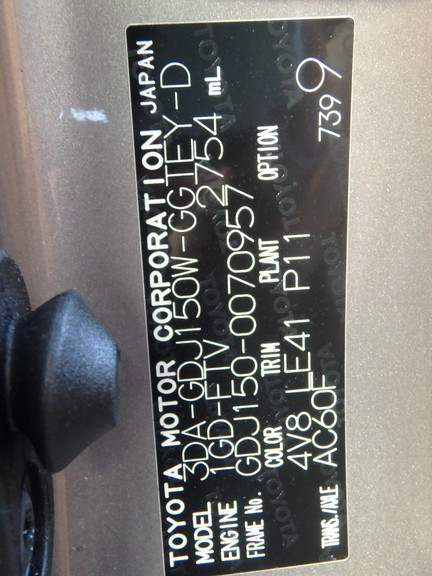 TOYOTA MOTOR CORPORATION JAPAN
MODEL 3DA-GDJ150W-GGTEY-D
ENGINE 1GD-FTV 2754 mL
FRAME No. GDJ150-0070957
COLOR TRIM PLANT OPTION
4V8 LE41 P11
TRANS./AXLE AC60F 7399